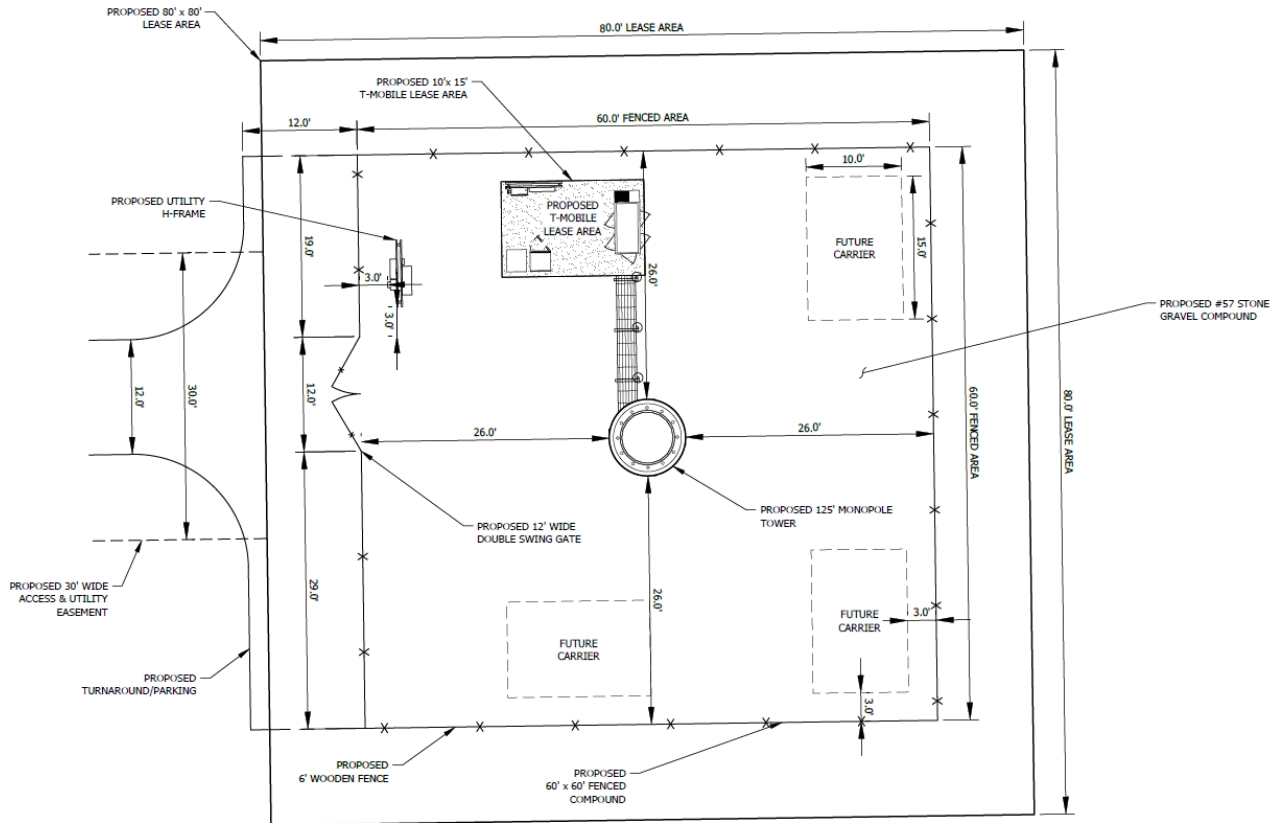 PROPOSED 80' x 80'
LEASE AREA
80.0' LEASE AREA
PROPOSED 10'x 15'
T-MOBILE LEASE AREA
12.0'
60.0' FENCED AREA
10.0'
PROPOSED UTILITY
H-FRAME
PROPOSED
T-MOBILE
LEASE AREA
19.0'
3.0'
26.0'
FUTURE
CARRIER
15.0'
3.0'
PROPOSED #57 STONE
GRAVEL COMPOUND
12.0'
30.0'
12.0'
26.0'
26.0'
60.0' FENCED AREA
80.0' LEASE AREA
PROPOSED 12' WIDE
DOUBLE SWING GATE
PROPOSED 125' MONOPOLE
TOWER
PROPOSED 30' WIDE
ACCESS & UTILITY
EASEMENT
29.0'
26.0'
FUTURE
CARRIER
FUTURE
CARRIER
3.0'
3.0'
PROPOSED
TURNAROUND/PARKING
PROPOSED
6' WOODEN FENCE
PROPOSED
60' x 60' FENCED
COMPOUND